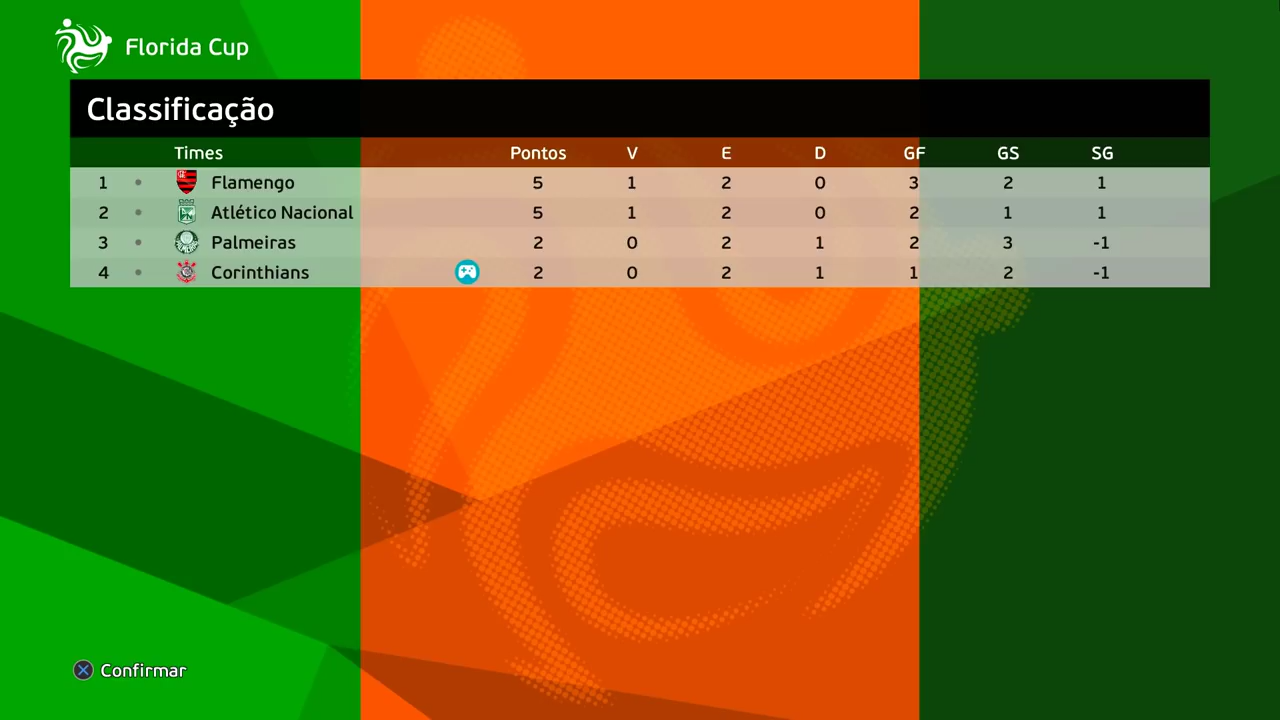 Florida Cup
Classificação
Times Pontos V E D GF GS SG
1 Flamengo 5 1 2 0 3 2 1
2 Atlético Nacional 5 1 2 0 2 1 1
3 Palmeiras 2 0 2 1 2 3 -1
4 Corinthians 2 0 2 1 1 2 -1
Confirmar